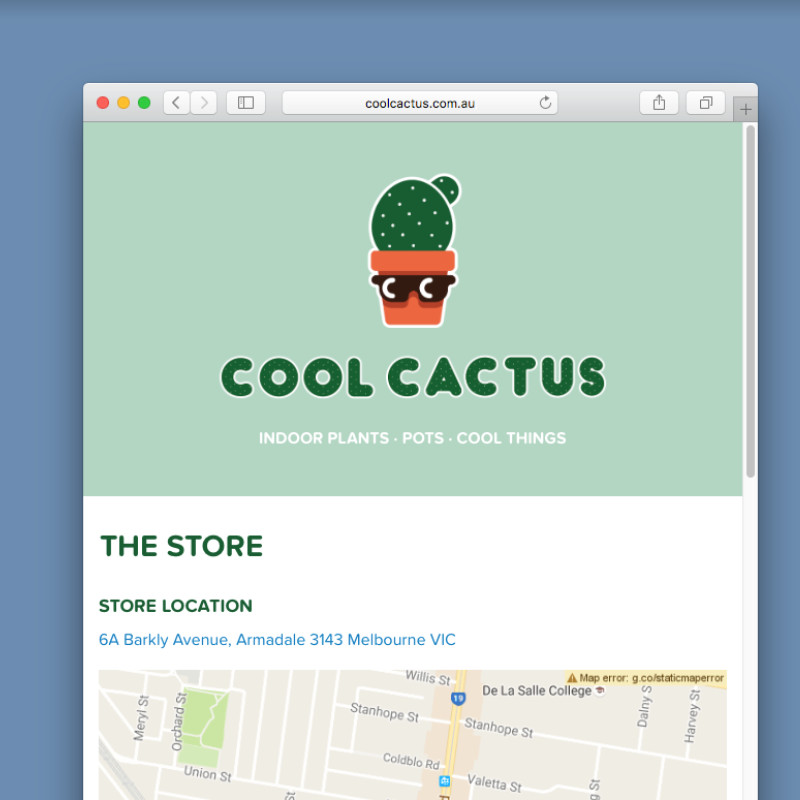 coolcactus.com.au
COOL CACTUS
INDOOR PLANTS · POTS · COOL THINGS
THE STORE
STORE LOCATION
6A Barkly Avenue, Armadale 3143 Melbourne VIC
Map error: g.co/staticmaperror
Willis St
De La Salle College
19
Meryl St
Orchard St
Stanhope St
Stanhope St
Dalny S
Harvey St
Coldblo Rd
Union St
Valetta St
St
g St